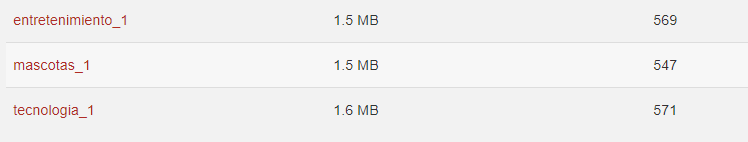 entretenimiento_1 1.5 MB 569
mascotas_1 1.5 MB 547
tecnologia_1 1.6 MB 571